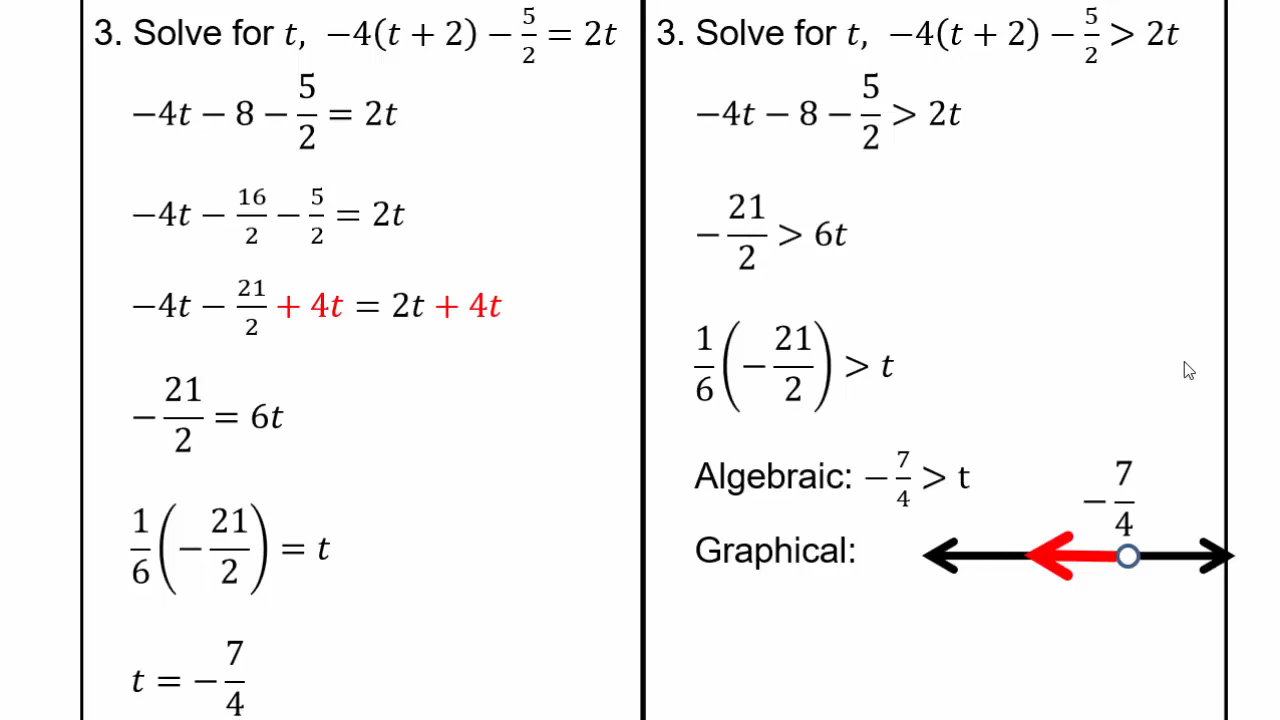 3. Solve for t, −4(t + 2) − 5/2 = 2t
−4t − 8 − 5/2 = 2t
−4t − 16/2 − 5/2 = 2t
−4t − 21/2 + 4t = 2t + 4t
− 21/2 = 6t
1/6 (− 21/2) = t
t = − 7/4
3. Solve for t, −4(t + 2) − 5/2 > 2t
−4t − 8 − 5/2 > 2t
− 21/2 > 6t
1/6 (− 21/2) > t
Algebraic: − 7/4 > t
− 7/4
Graphical: